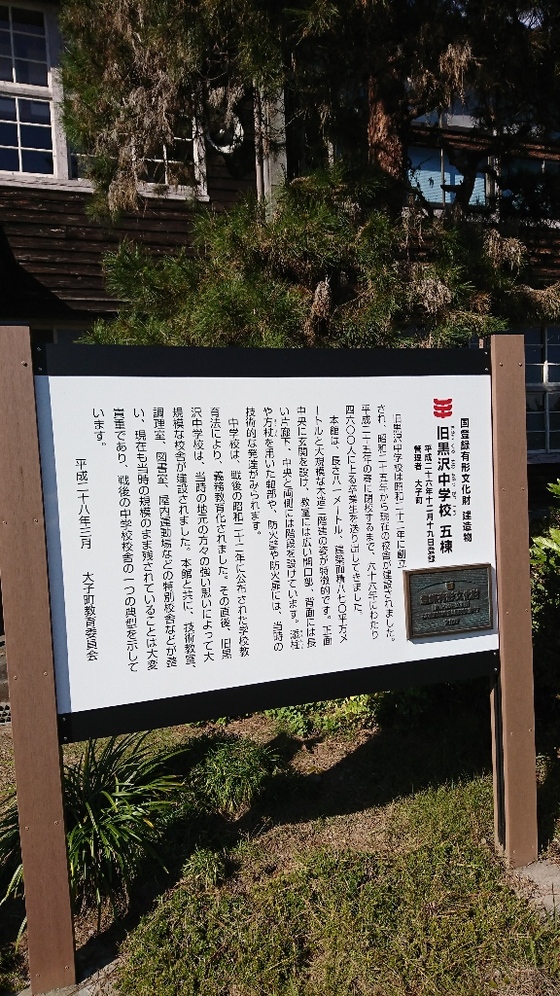 国登録有形文化財 建造物
旧黒沢中学校 五棟
平成二十六年十二月十九日登録
管理者 大子町
旧黒沢中学校は昭和二十二年に創立
され、昭和二十五年から現在の校舎が建設されました。
平成二十五年の春に閉校するまで、六十六年にわたり
四六〇〇人に上る卒業生を送り出してきました。
本館は、長さ八一メートル、建築面積八七〇平方メ
ートルと大規模な木造二階建の姿が特徴的です。正面
中央に玄関を設け、教室には広い開口部、背面には長
い片廊下、中央と両側には階段を設けています。通柱
や方杖を用いた軸部や、防火壁や防火扉には、当時の
技術的な発達がみられます。
中学校は、戦後の昭和二十二年に公布された学校教
育法により、義務教育化されました。その直後、旧黒
沢中学校は、当時の地元の方々の強い思いによって大
規模な校舎が建設されました。本館と共に、技術教室、
調理室、図書室、屋内運動場などの特別校舎などが整
い、現在も当時の規模のまま残されていることは大変
貴重であり、戦後の中学校校舎の一つの典型を示して
います。
平成二十八年三月 大子町教育委員会
登録有形文化財